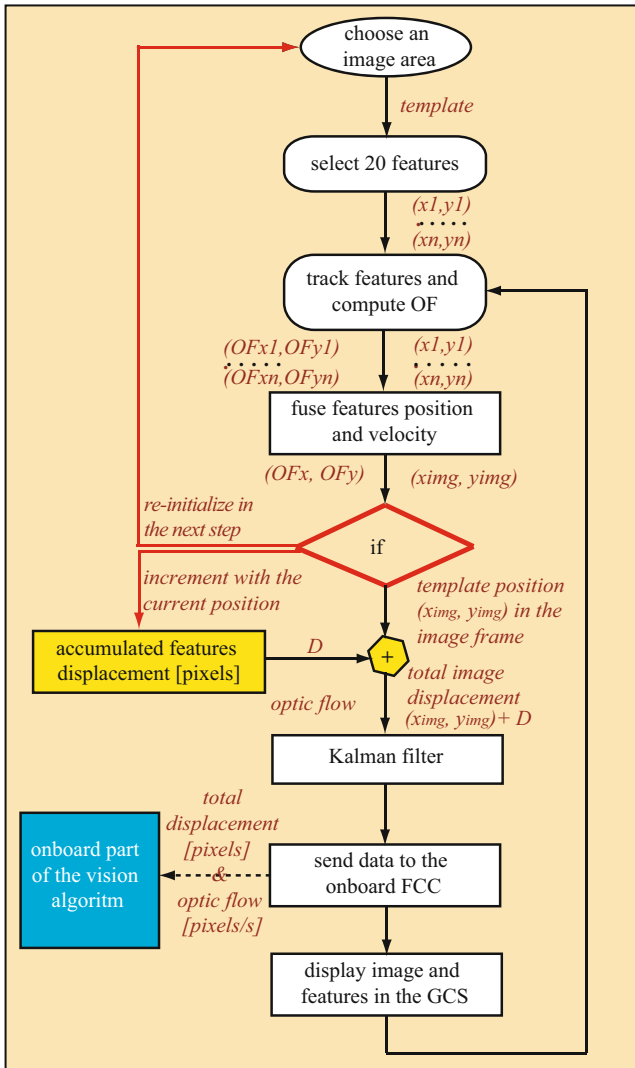 choose an
image area
template
select 20 features
(x1,y1)
(xn,yn)
track features and
compute OF
(OFx1,OFy1)
(x1,y1)
(OFxn,OFyn)
(xn,yn)
fuse features position
and velocity
(OFx, OFy)
(ximg, yimg)
re-initialize in
the next step
if
increment with the
current position
template position
(ximg, yimg) in the
image frame
accumulated features
displacement [pixels]
D
+
total image
displacement
(ximg, yimg)+ D
optic flow
Kalman filter
total
displacement
[pixels]
&
optic flow
[pixels/s]
onboard part
of the vision
algoritm
send data to the
onboard FCC
display image and
features in the GCS